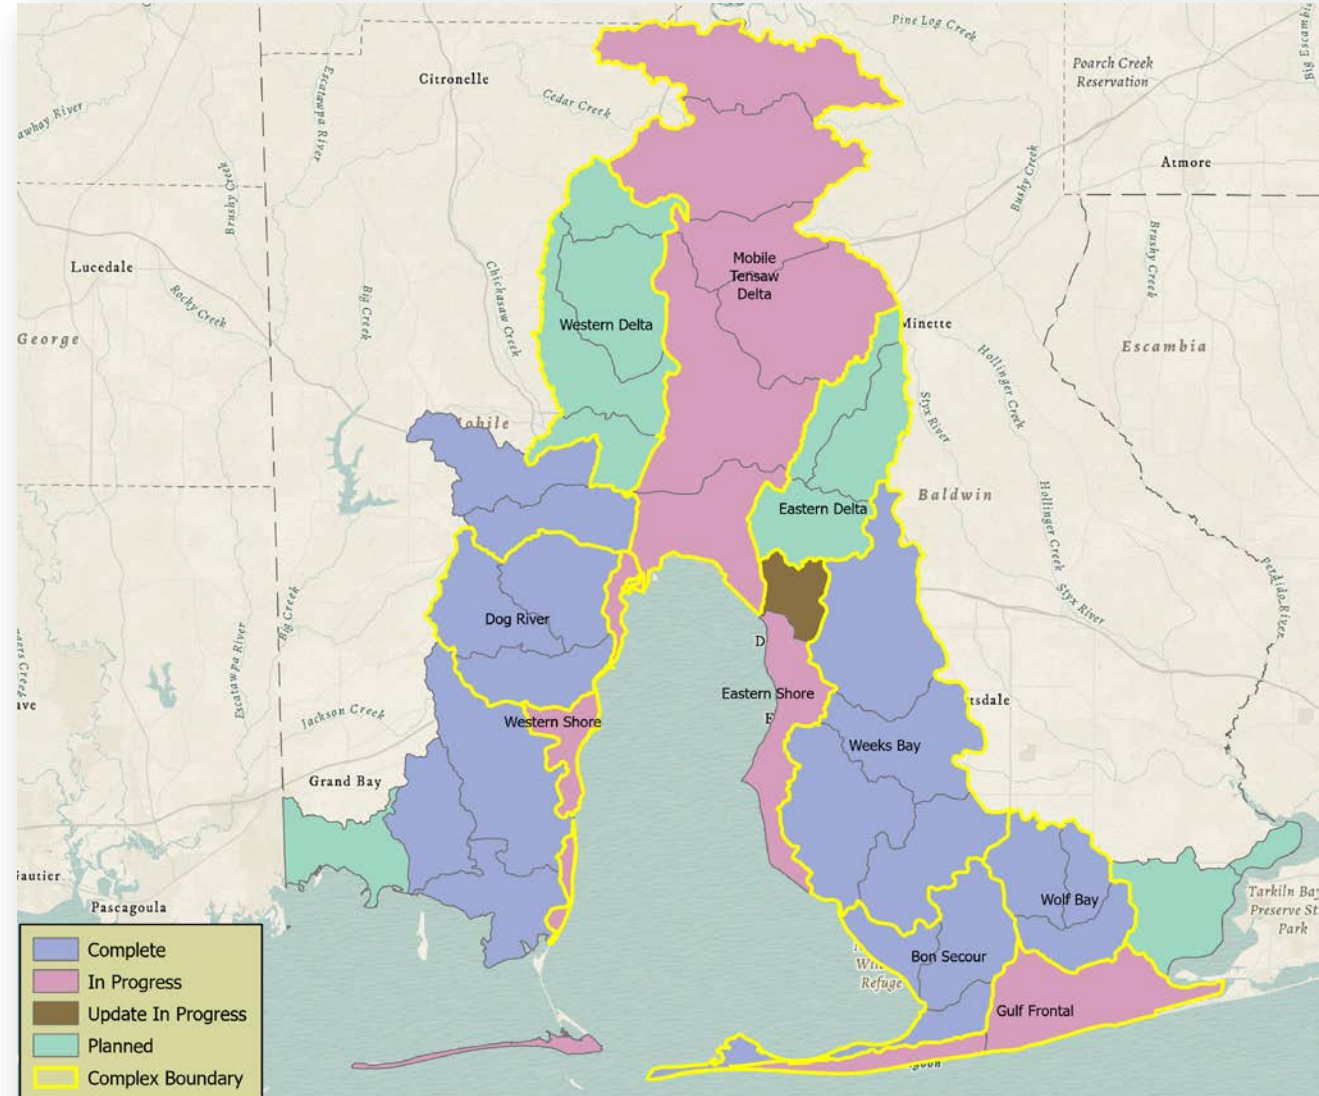 Pine Log Creek
Big Escambia
Citronelle
Poarch Creek
Reservation
Escatawpa River
Cedar Creek
Atmore
Bushy Creek
Brushy Creek
Brushy Creek
Mobile
Tensaw
Delta
Lucedale
Chickasaw Creek
Big Creek
Rocky Creek
Western Delta
Minette
George
Escambia
Hollinger Creek
Styx River
Mobile
Baldwin
Eastern Delta
Hollinger Creek
Perdido River
Styx River
Big Creek
Dog River
Escatawpa River
D
Eastern Shore
Jackson Creek
Western Shore
F
Weeks Bay
Grand Bay
Wolf Bay
Tarkiln Bay
Preserve St
Park
Pascagoula
Bon Secour
Refuge
Gulf Frontal
Complete
In Progress
Update In Progress
Planned
Complex Boundary